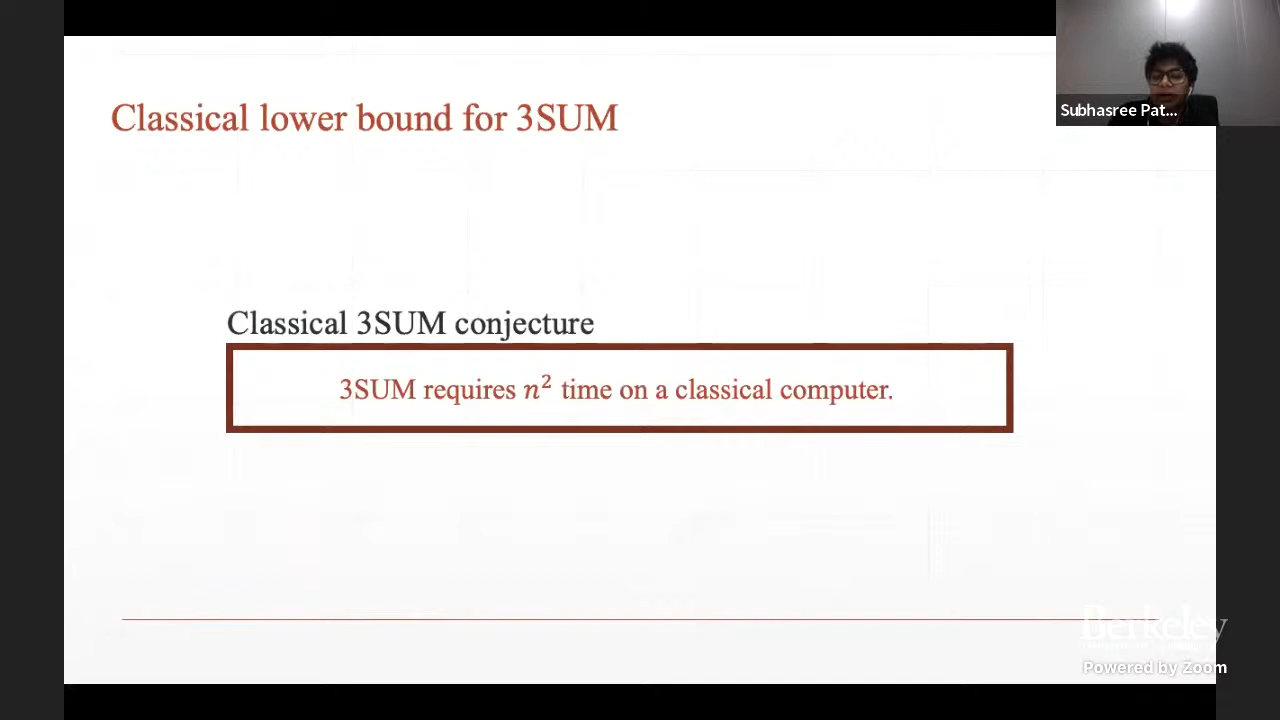 Classical lower bound for 3SUM
Subhasree Pat...
Classical 3SUM conjecture
3SUM requires n² time on a classical computer.
Berkeley
Powered by Zoom